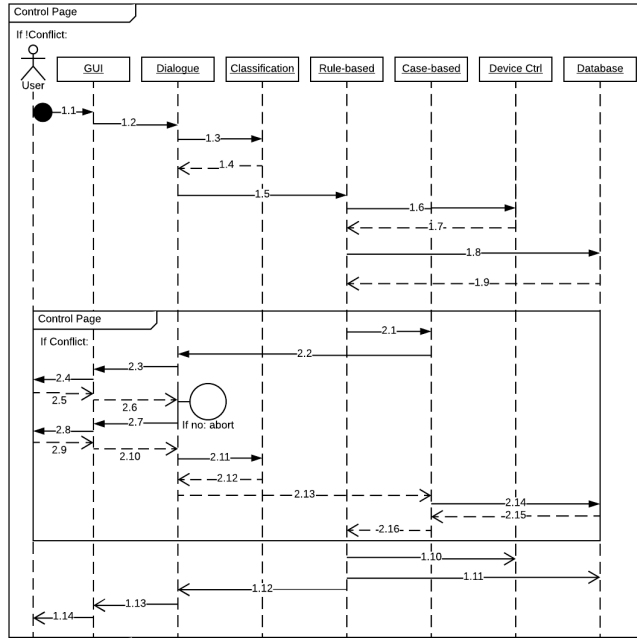 Control Page
If !Conflict:
User
GUI
Dialogue
Classification
Rule-based
Case-based
Device Ctrl
Database
1.1
1.2
1.3
1.4
1.5
1.6
1.7
1.8
1.9
Control Page
If Conflict:
2.1
2.2
2.3
2.4
2.5
2.6
If no: abort
2.7
2.8
2.9
2.10
2.11
2.12
2.13
2.14
2.15
2.16
1.10
1.11
1.12
1.13
1.14